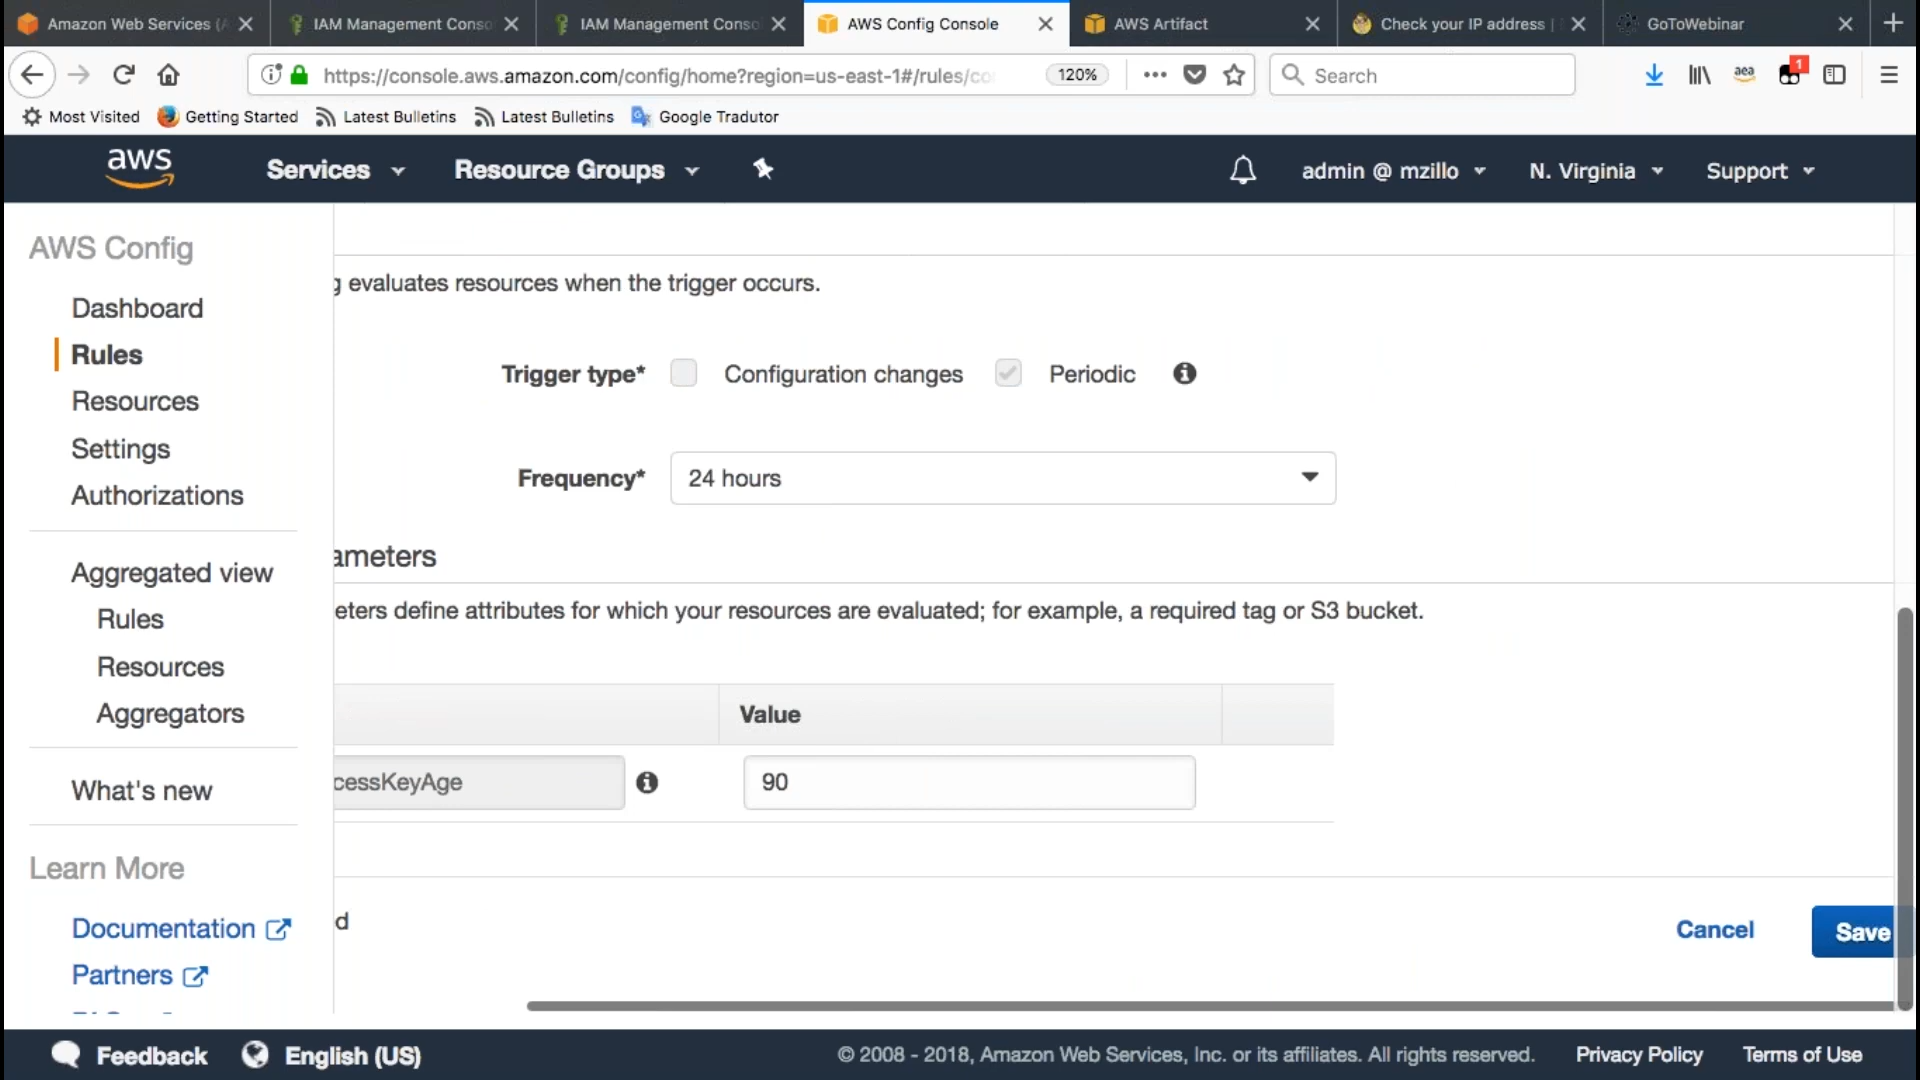 Amazon Web Services (A
IAM Management Conso
IAM Management Consol
AWS Config Console
AWS Artifact
Check your IP address |
GoToWebinar
https://console.aws.amazon.com/config/home?region=us-east-1#/rules/co
120%
Search
aea
1
Most Visited
Getting Started
Latest Bulletins
Latest Bulletins
Google Tradutor
aws
Services
Resource Groups
admin @ mzillo
N. Virginia
Support
AWS Config
Dashboard
Rules
Resources
Settings
Authorizations
Aggregated view
Rules
Resources
Aggregators
What's new
Learn More
Documentation
Partners
g evaluates resources when the trigger occurs.
Trigger type*
Configuration changes
Periodic
Frequency*
24 hours
ameters
eters define attributes for which your resources are evaluated; for example, a required tag or S3 bucket.
Value
cessKeyAge
90
d
Cancel
Save
Feedback
English (US)
© 2008 - 2018, Amazon Web Services, Inc. or its affiliates. All rights reserved.
Privacy Policy
Terms of Use